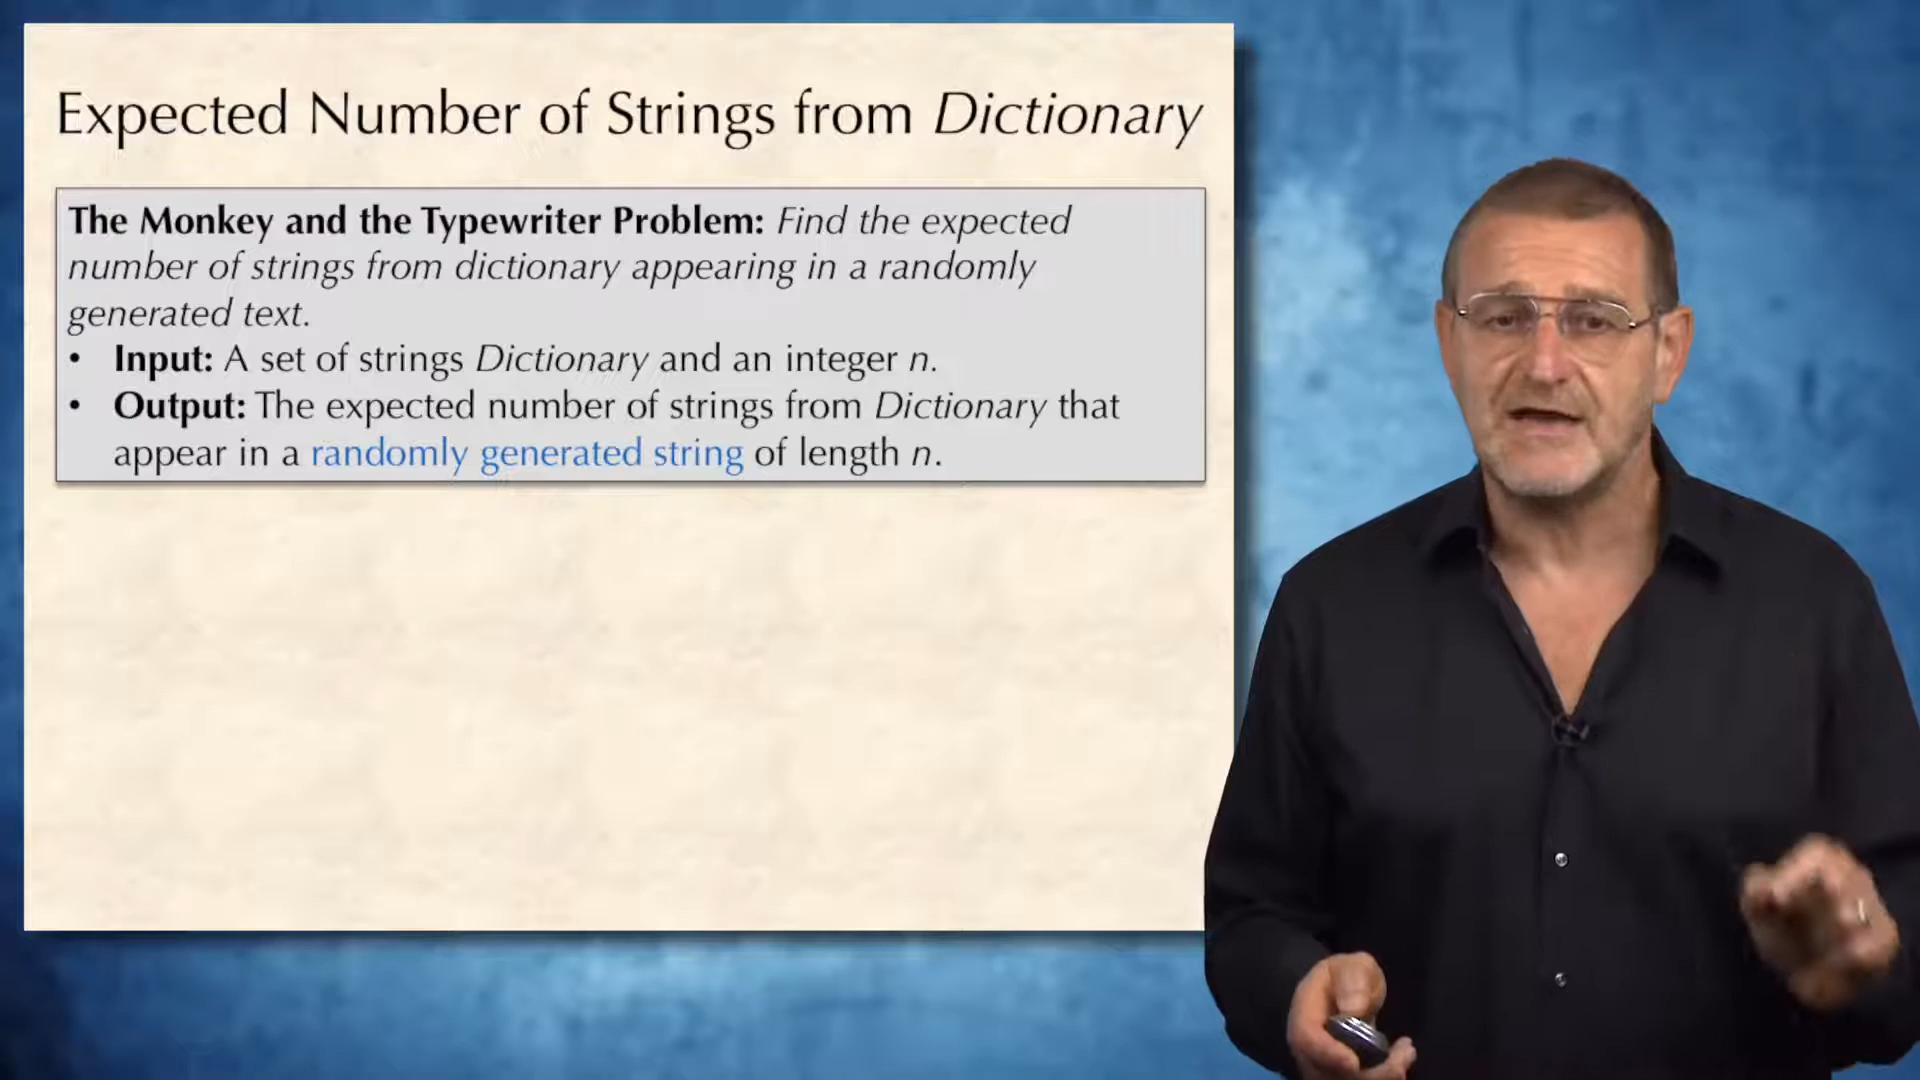 Expected Number of Strings from Dictionary
The Monkey and the Typewriter Problem: Find the expected
number of strings from dictionary appearing in a randomly
generated text.
• Input: A set of strings Dictionary and an integer n.
• Output: The expected number of strings from Dictionary that
appear in a randomly generated string of length n.